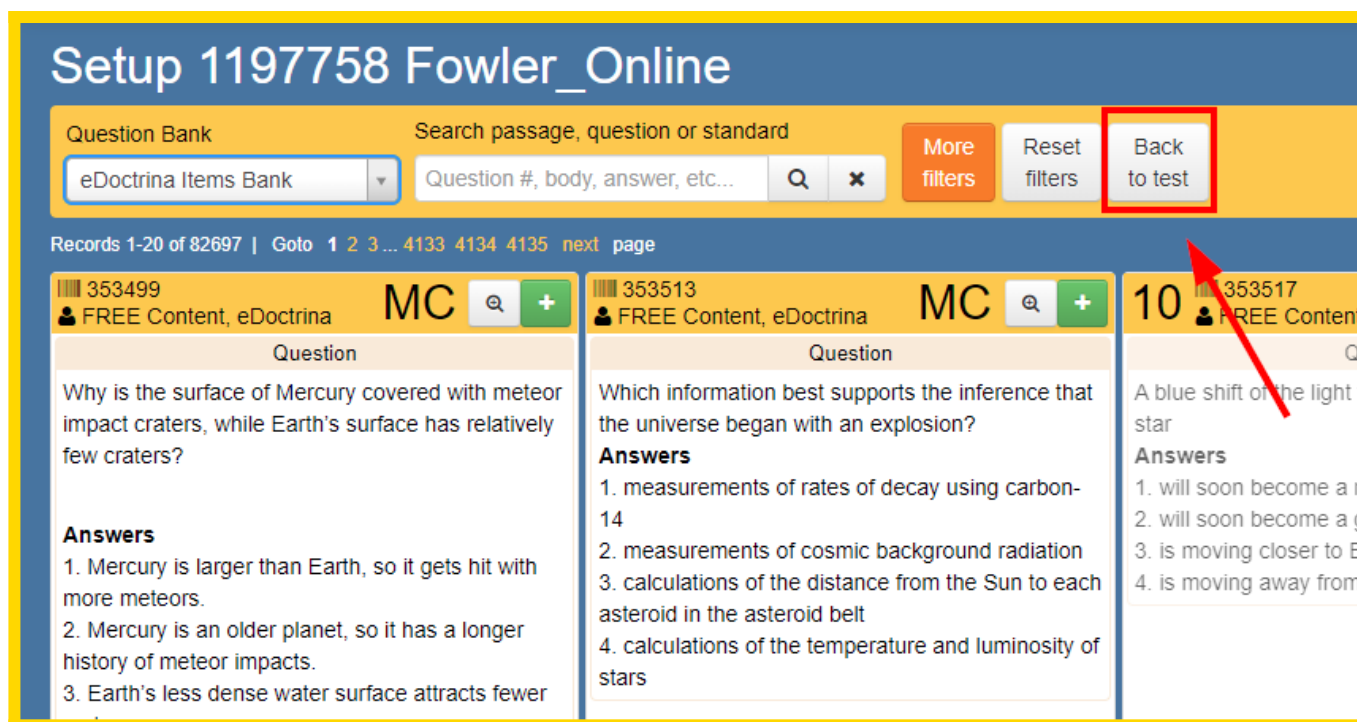 Setup 1197758 Fowler_Online
Question Bank
Search passage, question or standard
eDoctrina Items Bank
Question #, body, answer, etc...
More
filters
Reset
filters
Back
to test
Records 1-20 of 82697 | Goto 1 2 3 ... 4133 4134 4135 next page
353499
FREE Content, eDoctrina
MC
Question
Why is the surface of Mercury covered with meteor
impact craters, while Earth's surface has relatively
few craters?
Answers
1. Mercury is larger than Earth, so it gets hit with
more meteors.
2. Mercury is an older planet, so it has a longer
history of meteor impacts.
3. Earth's less dense water surface attracts fewer
353513
FREE Content, eDoctrina
MC
Question
Which information best supports the inference that
the universe began with an explosion?
Answers
1. measurements of rates of decay using carbon-
14
2. measurements of cosmic background radiation
3. calculations of the distance from the Sun to each
asteroid in the asteroid belt
4. calculations of the temperature and luminosity of
stars
10
353517
FREE Content
A blue shift of the light
star
Answers
1. will soon become a
2. will soon become a
3. is moving closer to
4. is moving away from